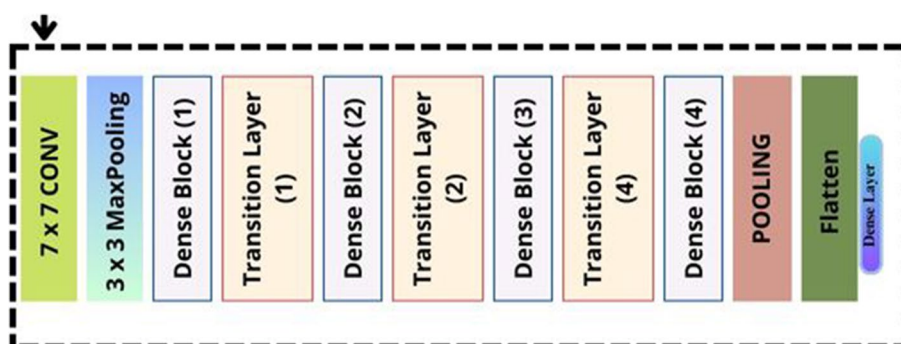 7 x 7 CONV
3 x 3 MaxPooling
Dense Block (1)
Transition Layer
(1)
Dense Block (2)
Transition Layer
(2)
Dense Block (3)
Transition Layer
(4)
Dense Block (4)
POOLING
Flatten
Dense Layer